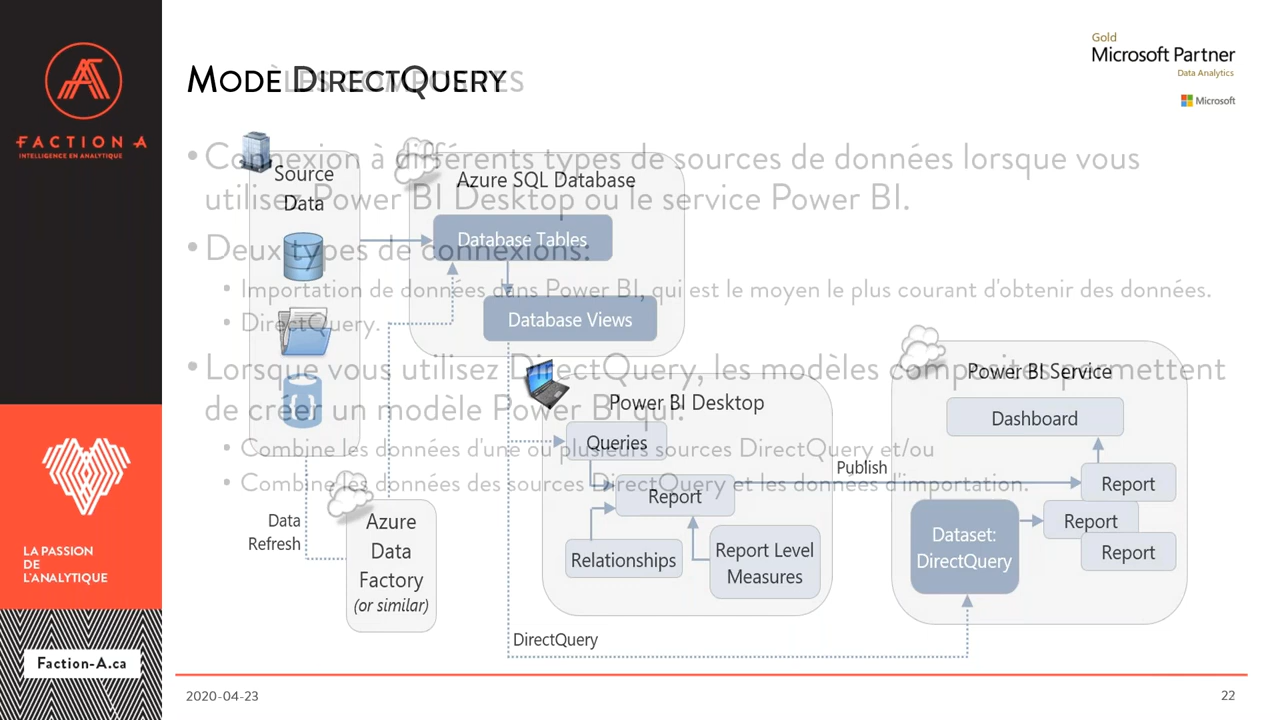 FACTION A
INTELLIGENCE EN ANALYTIQUE
LA PASSION
DE
L'ANALYTIQUE
Faction-A.ca
Gold
Microsoft Partner
Data Analytics
Microsoft
MODE DIRECTQUERY
MODÈLES COMPOSITES
• Connexion à différents types de sources de données lorsque vous
utilisez Power BI Desktop ou le service Power BI.
• Deux types de connexions:
• Importation de données dans Power BI, qui est le moyen le plus courant d'obtenir des données.
• DirectQuery.
• Lorsque vous utilisez DirectQuery, les modèles composites permettent
de créer un modèle Power BI qui:
• Combine les données d'une ou plusieurs sources DirectQuery et/ou
• Combine les données des sources DirectQuery et les données d'importation.
Source
Data
Azure SQL Database
Database Tables
Database Views
Data
Refresh
Azure
Data
Factory
(or similar)
Power BI Desktop
Queries
Report
Relationships
Report Level
Measures
Publish
DirectQuery
Power BI Service
Dashboard
Report
Report
Report
Dataset:
DirectQuery
2020-04-23
22